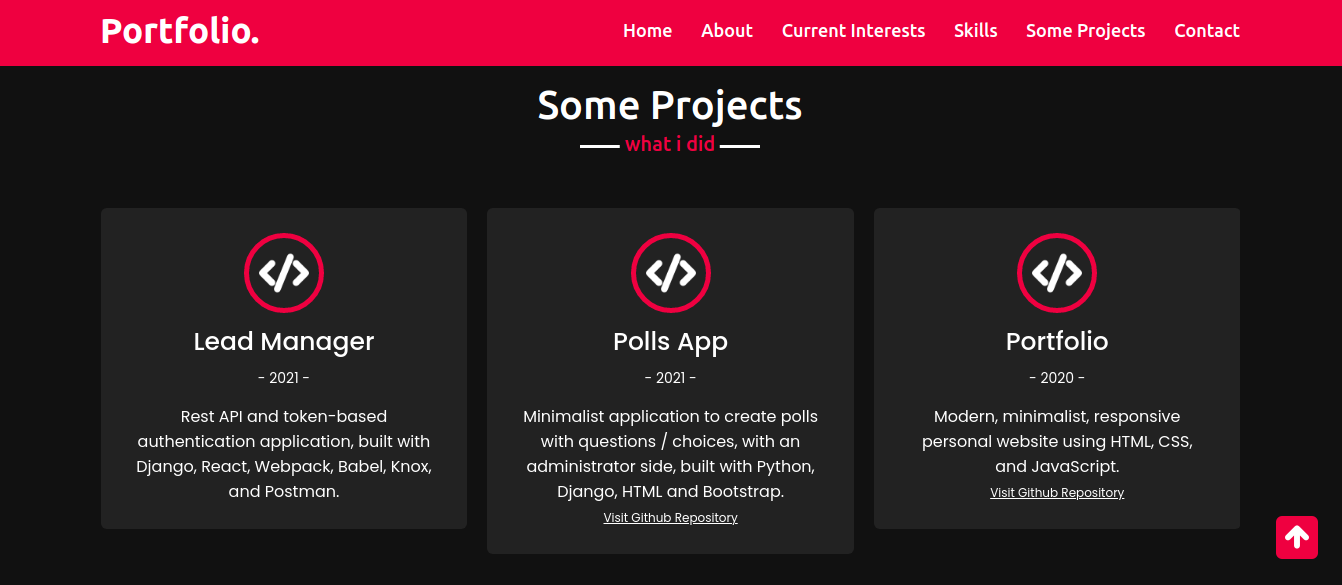 Portfolio.
Home About Current Interests Skills Some Projects Contact
Some Projects
what i did
Lead Manager
- 2021 -
Rest API and token-based
authentication application, built with
Django, React, Webpack, Babel, Knox,
and Postman.
Polls App
- 2021 -
Minimalist application to create polls
with questions / choices, with an
administrator side, built with Python,
Django, HTML and Bootstrap.
Visit Github Repository
Portfolio
- 2020 -
Modern, minimalist, responsive
personal website using HTML, CSS,
and JavaScript.
Visit Github Repository